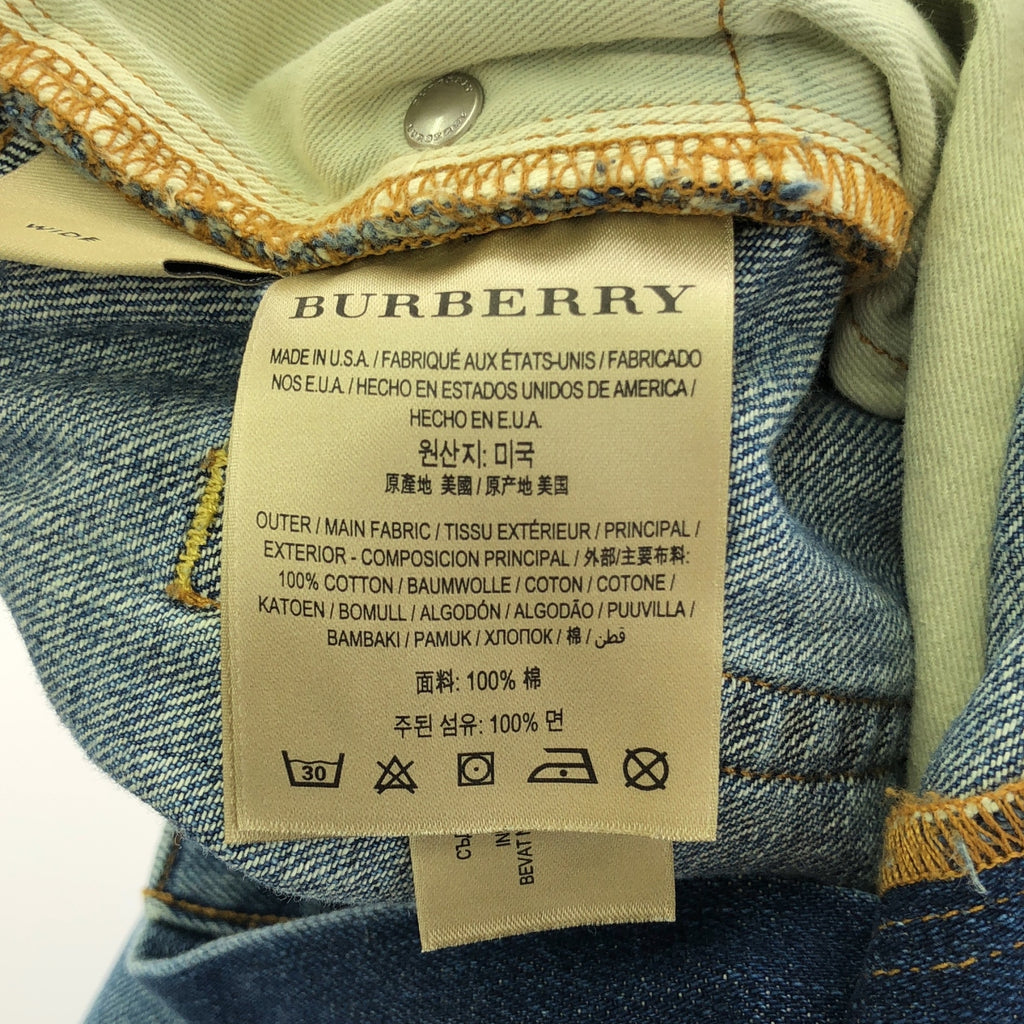 WIDE
BURBERRY
MADE IN U.S.A. / FABRIQUÉ AUX ÉTATS-UNIS / FABRICADO
NOS E.U.A. / HECHO EN ESTADOS UNIDOS DE AMERICA /
HECHO EN E.U.A.
원산지: 미국
原產地 美國 / 原产地 美国
OUTER / MAIN FABRIC / TISSU EXTÉRIEUR / PRINCIPAL /
EXTERIOR - COMPOSICION PRINCIPAL / 外部/主要布料:
100% COTTON / BAUMWOLLE / COTON / COTONE /
KATOEN / BOMULL / ALGODÓN / ALGODÃO / PUUVILLA /
BAMBAKI / PAMUK / ХЛОПОК / 棉 / قطن
面料: 100% 棉
주된 섬유: 100% 면
30
BEVAT